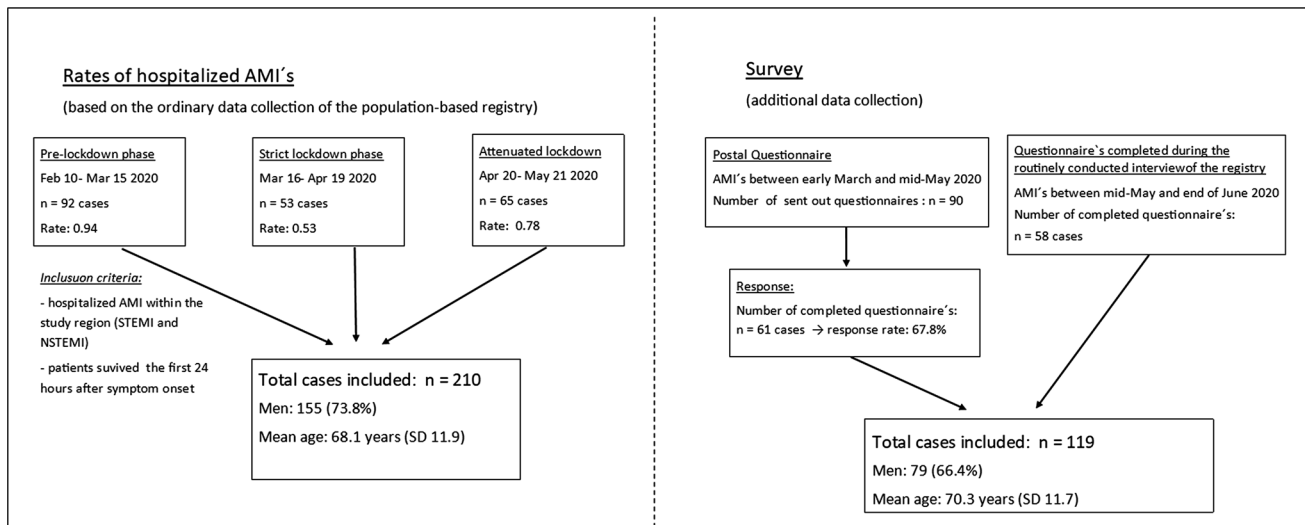 Rates of hospitalized AMI´s
(based on the ordinary data collection of the population-based registry)
Pre-lockdown phase
Feb 10- Mar 15 2020
n = 92 cases
Rate: 0.94
Strict lockdown phase
Mar 16- Apr 19 2020
n = 53 cases
Rate: 0.53
Attenuated lockdown
Apr 20- May 21 2020
n = 65 cases
Rate:  0.78
Inclusuon criteria:
- hospitalized AMI within the
study region (STEMI and
NSTEMI)
- patients suvived  the first 24
hours after symptom onset
Total cases included:  n = 210
Men: 155 (73.8%)
Mean age: 68.1 years (SD 11.9)
Survey
(additional data collection)
Postal Questionnaire
AMI's between early March and mid-May 2020
Number  of  sent out questionnaires : n = 90
Questionnaire`s completed during the
routinely conducted interviewof the registry
AMI's between mid-May and end of June 2020
Number of completed questionnaire´s:
n = 58 cases
Response:
Number of completed questionnaire´s:
n = 61 cases  → response rate: 67.8%
Total cases included:  n = 119
Men: 79 (66.4%)
Mean age: 70.3 years (SD 11.7)